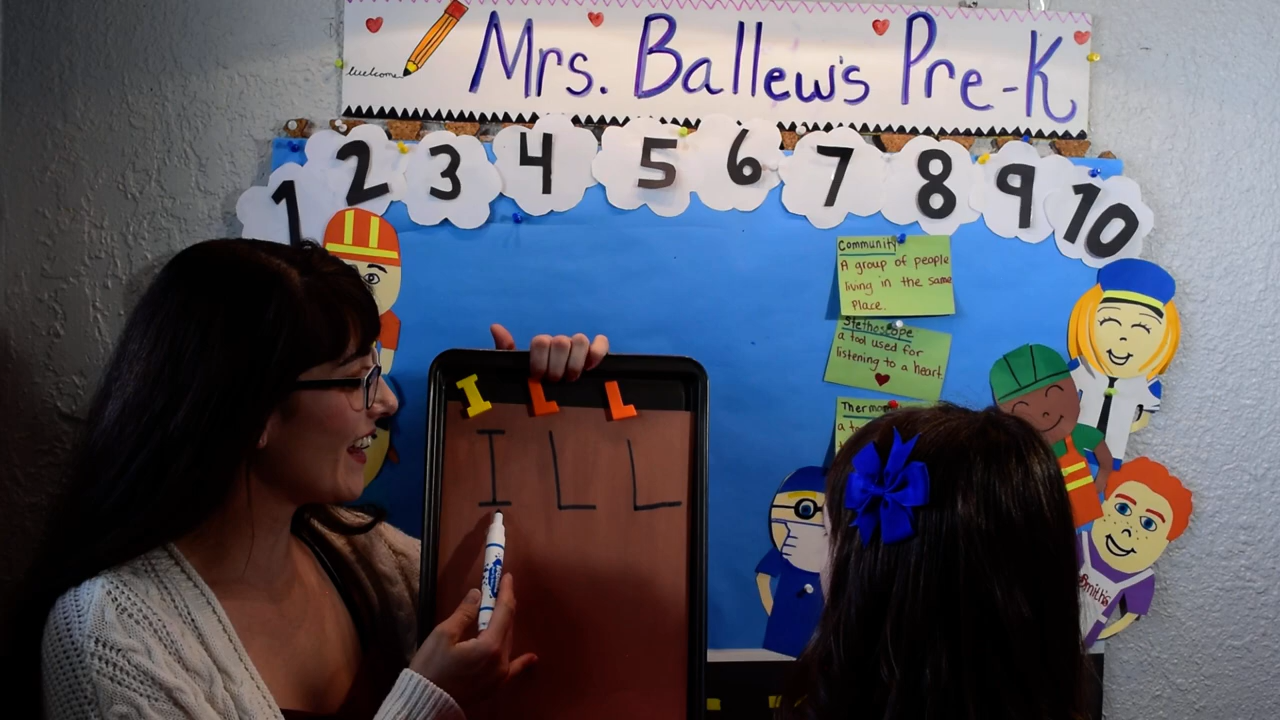 welcome
Mrs. Ballew's Pre-K
1 2 3 4 5 6 7 8 9 10
Community
A group of people
living in the same
Place.
Stethoscope
a tool used for
listening to a heart
I L L
I L L
Smiths